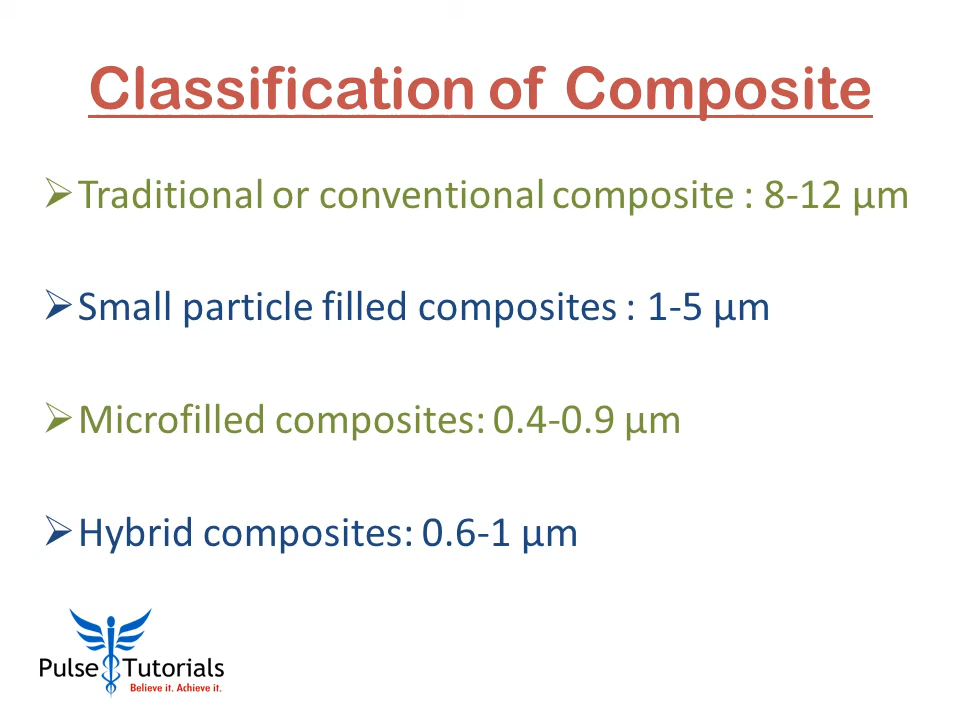 Classification of Composite
➢Traditional or conventional composite : 8-12 µm
➢Small particle filled composites : 1-5 µm
➢Microfilled composites: 0.4-0.9 µm
➢Hybrid composites: 0.6-1 µm
Pulse Tutorials
Believe it. Achieve it.